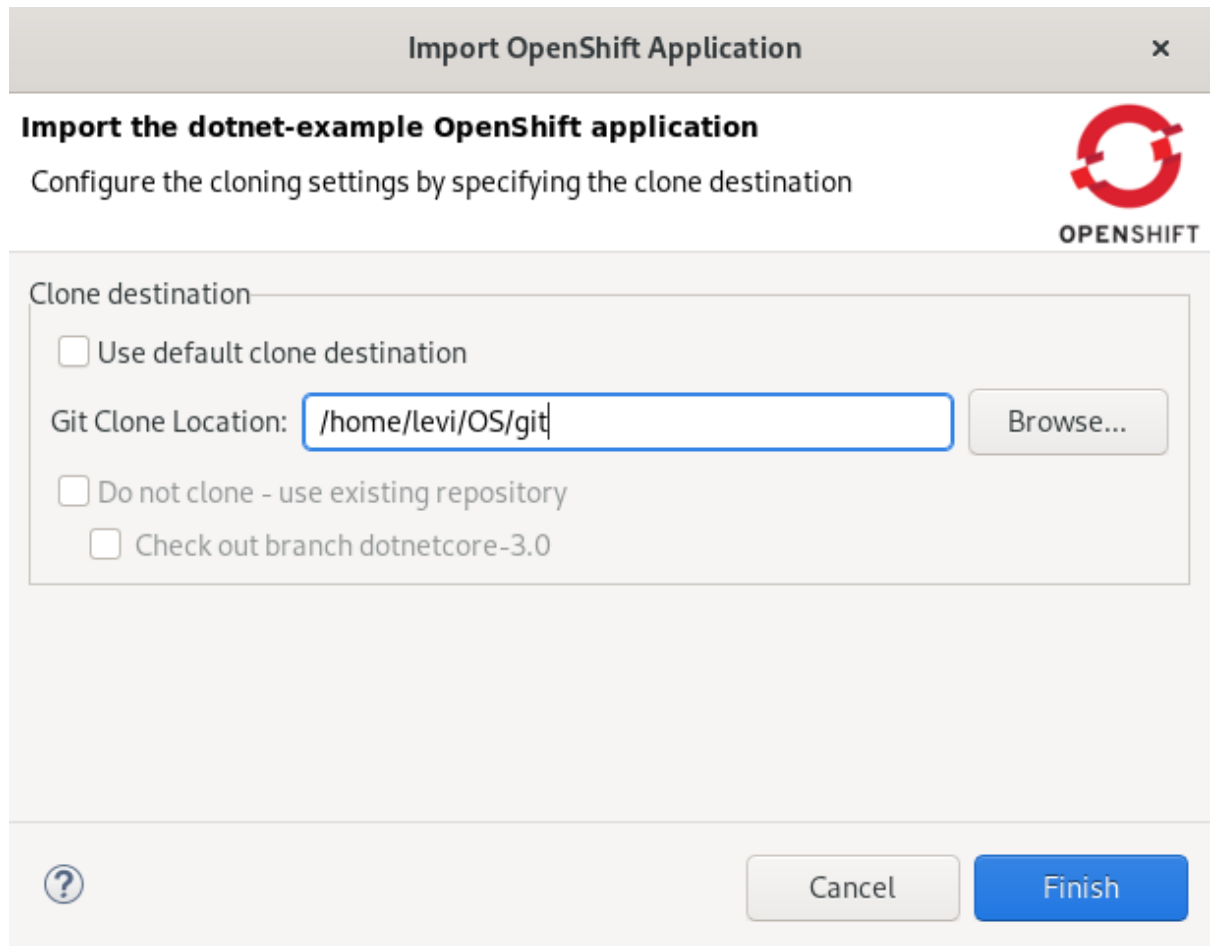 Import OpenShift Application ×
Import the dotnet-example OpenShift application
Configure the cloning settings by specifying the clone destination
OPENSHIFT
Clone destination
Use default clone destination
Git Clone Location: /home/levi/OS/git Browse...
Do not clone - use existing repository
Check out branch dotnetcore-3.0
? Cancel Finish